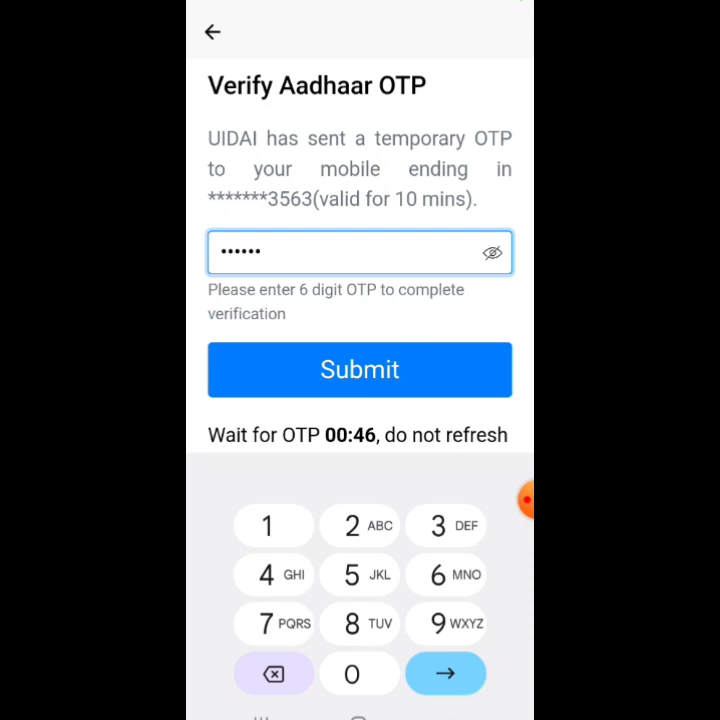 Verify Aadhaar OTP
UIDAI has sent a temporary OTP
to your mobile ending in
*******3563(valid for 10 mins).
••••••
Please enter 6 digit OTP to complete
verification
Submit
Wait for OTP 00:46, do not refresh
1 2 ABC 3 DEF
4 GHI 5 JKL 6 MNO
7 PQRS 8 TUV 9 WXYZ
0